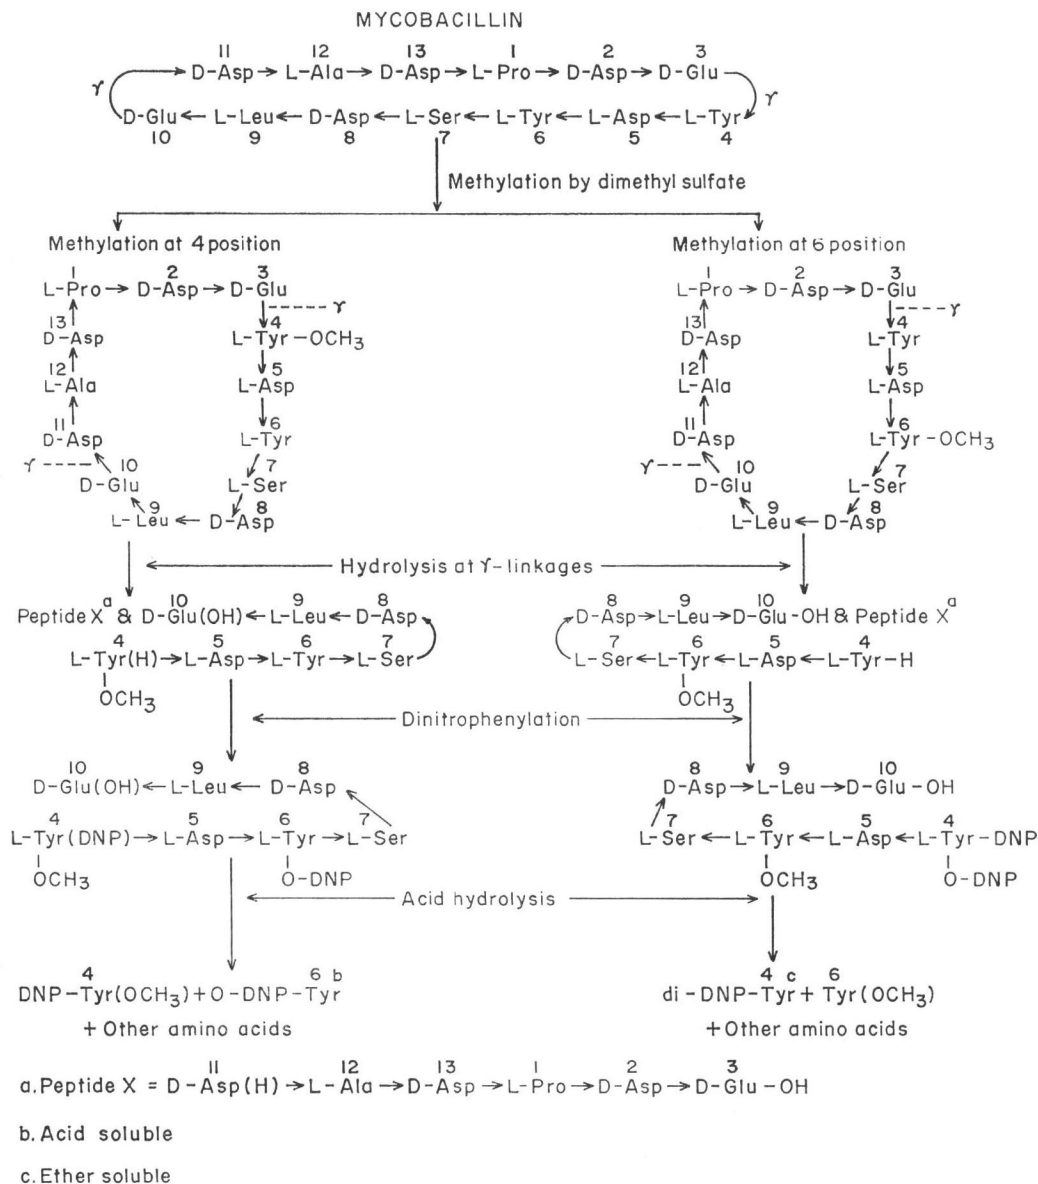 MYCOBACILLIN
11 12 13 1 2 3
D-Asp→L-Ala→D-Asp→L-Pro→D-Asp→D-Glu
γ γ
D-Glu←L-Leu←D-Asp←L-Ser←L-Tyr←L-Asp←L-Tyr
10 9 8 7 6 5 4
Methylation by dimethyl sulfate
Methylation at 4 position Methylation at 6 position
1 2 3 1 2 3
L-Pro→D-Asp→D-Glu L-Pro→D-Asp→D-Glu
γ γ
13 4 13 4
D-Asp L-Tyr-OCH3 D-Asp L-Tyr
12 5 12 5
L-Ala L-Asp L-Ala L-Asp
11 6 11 6
D-Asp L-Tyr D-Asp L-Tyr-OCH3
γ 10 7 γ 10 7
D-Glu L-Ser D-Glu L-Ser
9 8 9 8
L-Leu←D-Asp L-Leu←D-Asp
Hydrolysis at γ-linkages
10 9 8 8 9 10
Peptide Xa & D-Glu(OH)←L-Leu←D-Asp D-Asp→L-Leu→D-Glu-OH & Peptide Xa
4 5 6 7 7 6 5 4
L-Tyr(H)→L-Asp→L-Tyr→L-Ser L-Ser←L-Tyr←L-Asp←L-Tyr-H
OCH3 OCH3
Dinitrophenylation
10 9 8 8 9 10
D-Glu(OH)←L-Leu←D-Asp D-Asp→L-Leu→D-Glu-OH
4 5 6 7 7 6 5 4
L-Tyr(DNP)→L-Asp→L-Tyr→L-Ser L-Ser←L-Tyr←L-Asp←L-Tyr-DNP
OCH3 O-DNP OCH3 O-DNP
Acid hydrolysis
4 6 b 4 c 6
DNP-Tyr(OCH3)+O-DNP-Tyr di-DNP-Tyr+Tyr(OCH3)
+Other amino acids +Other amino acids
11 12 13 1 2 3
a. Peptide X = D-Asp(H)→L-Ala→D-Asp→L-Pro→D-Asp→D-Glu-OH
b. Acid soluble
c. Ether soluble